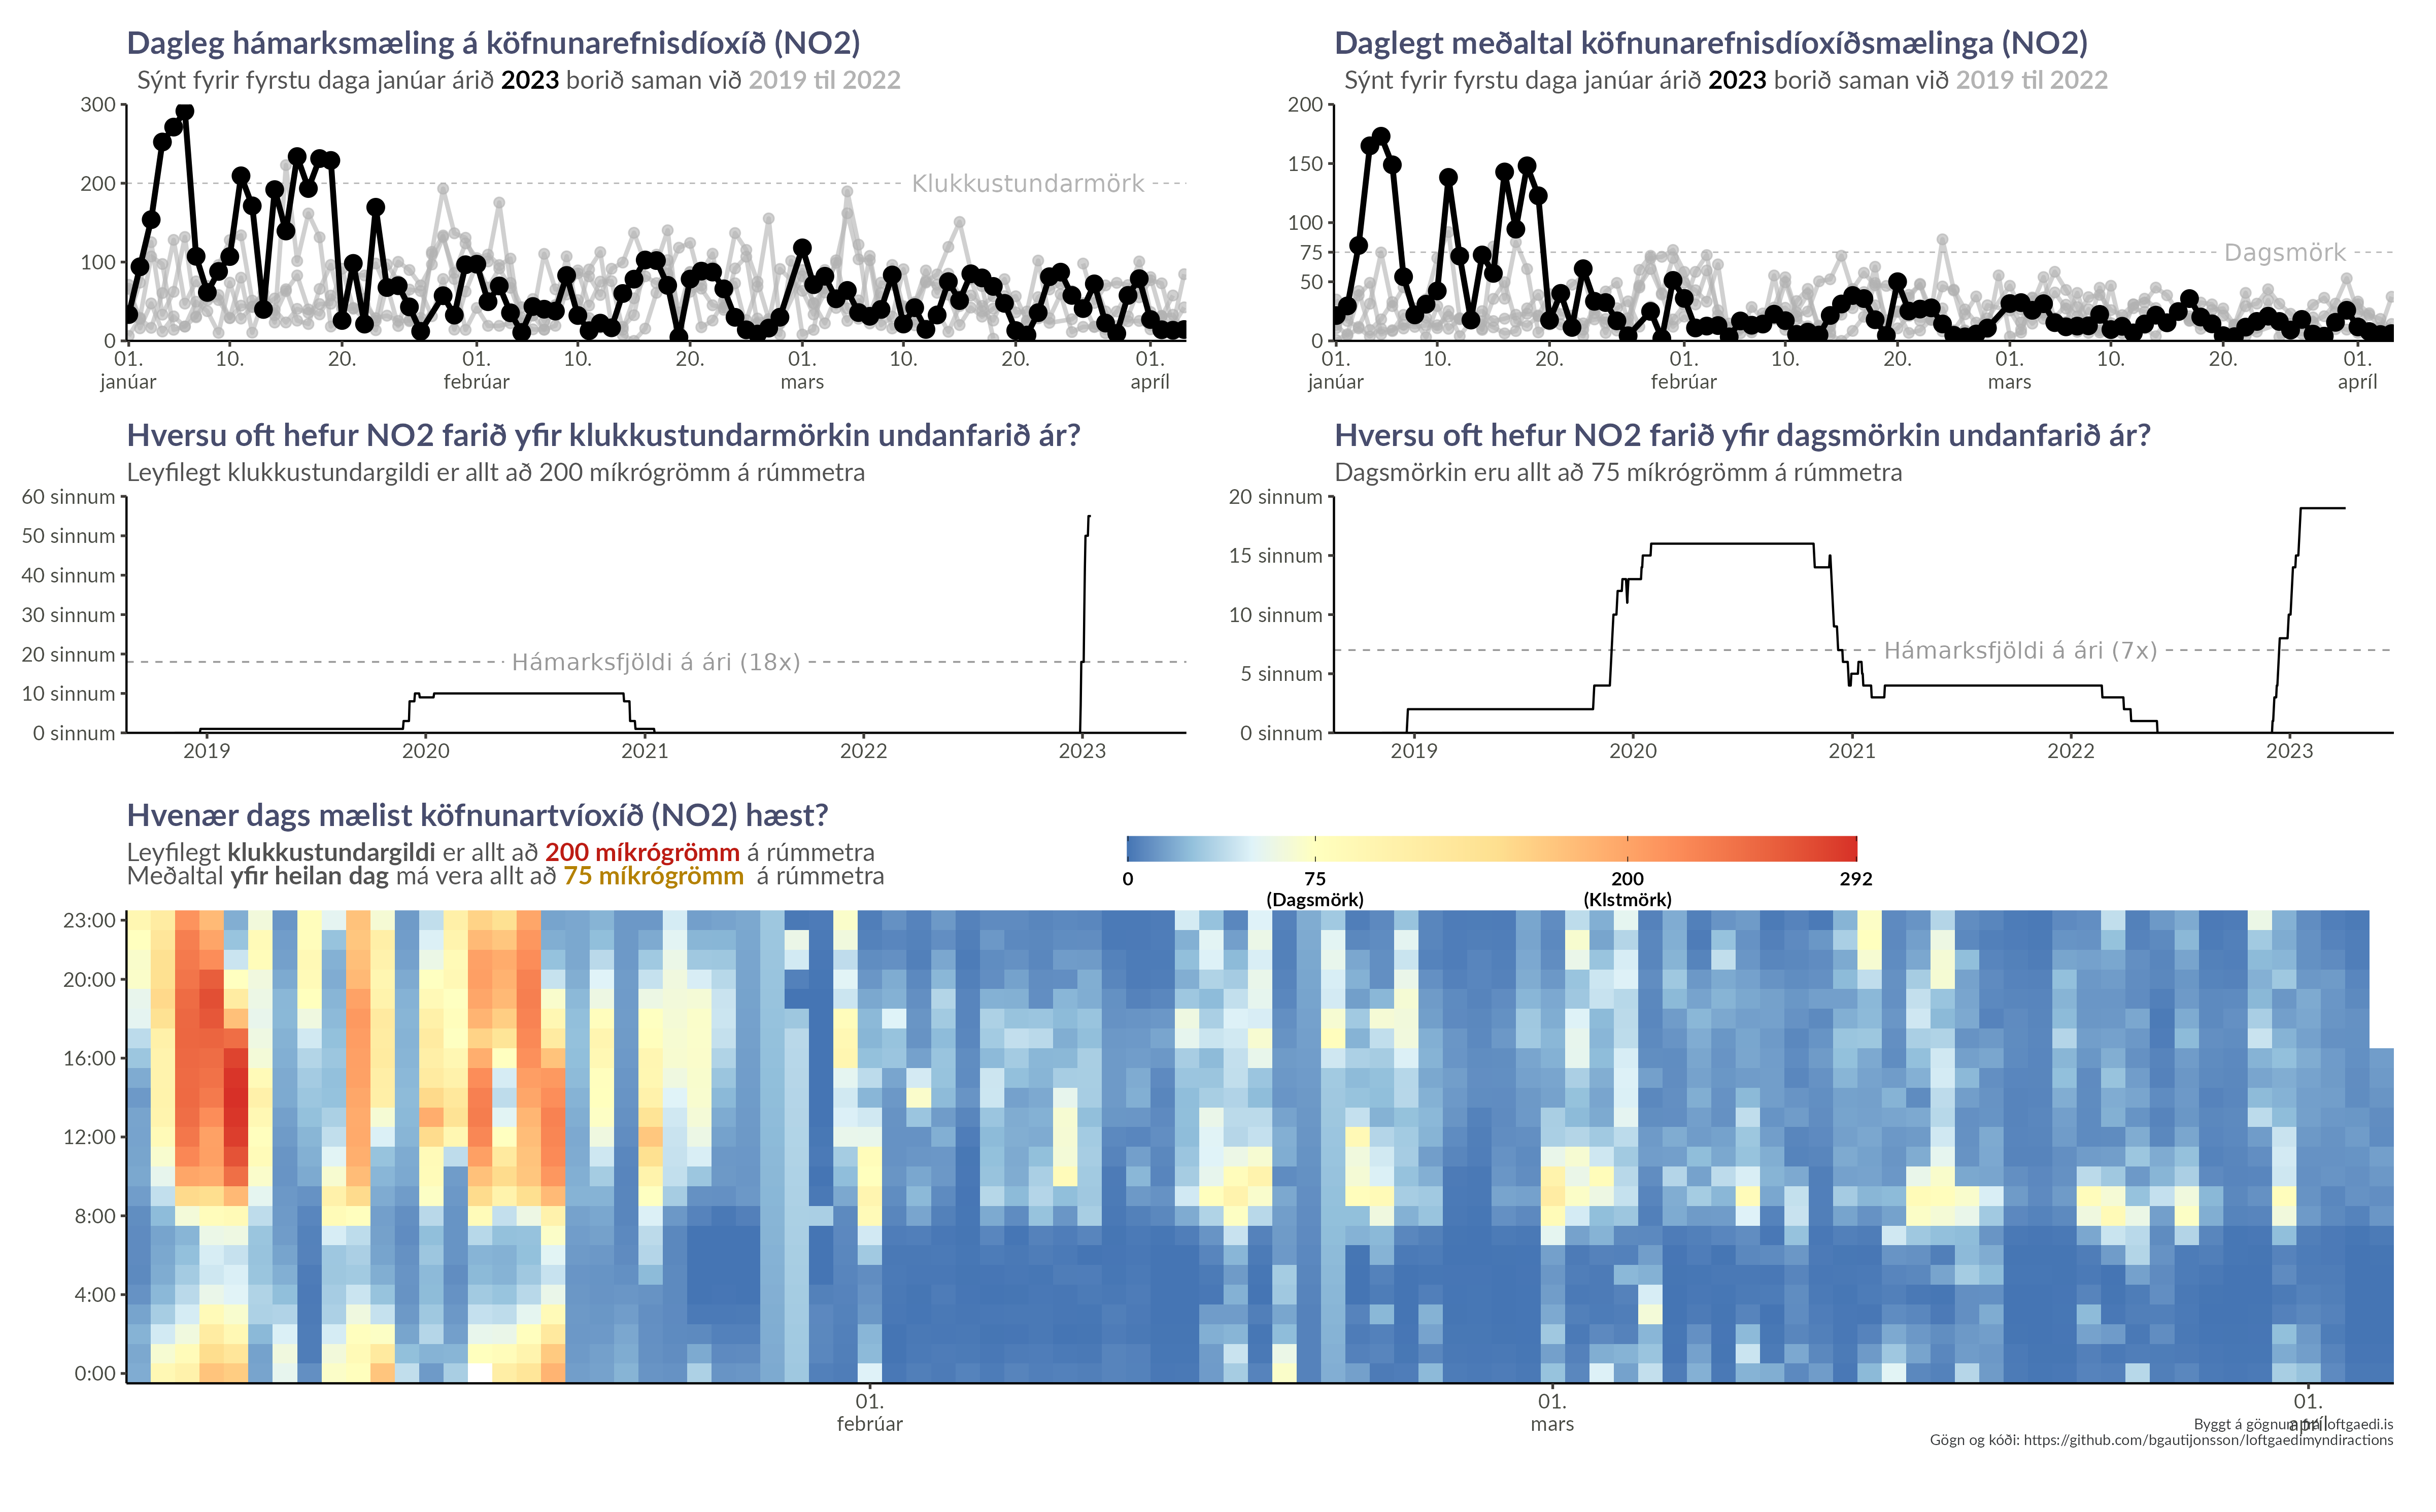 Dagleg hámarksmæling á köfnunarefnisdíoxíð (NO2)
Sýnt fyrir fyrstu daga janúar árið 2023 borið saman við 2019 til 2022
300
200
100
0
Klukkustundarmörk
01. 10. 20. 01. 10. 20. 01. 10. 20. 01.
janúar febrúar mars apríl
Daglegt meðaltal köfnunarefnisdíoxíðsmælinga (NO2)
Sýnt fyrir fyrstu daga janúar árið 2023 borið saman við 2019 til 2022
200
150
100
75
50
0
Dagsmörk
01. 10. 20. 01. 10. 20. 01. 10. 20. 01.
janúar febrúar mars apríl
Hversu oft hefur NO2 farið yfir klukkustundarmörkin undanfarið ár?
Leyfilegt klukkustundargildi er allt að 200 míkrógrömm á rúmmetra
60 sinnum
50 sinnum
40 sinnum
30 sinnum
20 sinnum
10 sinnum
0 sinnum
Hámarksfjöldi á ári (18x)
2019 2020 2021 2022 2023
Hversu oft hefur NO2 farið yfir dagsmörkin undanfarið ár?
Dagsmörkin eru allt að 75 míkrógrömm á rúmmetra
20 sinnum
15 sinnum
10 sinnum
5 sinnum
0 sinnum
Hámarksfjöldi á ári (7x)
2019 2020 2021 2022 2023
Hvenær dags mælist köfnunartvíoxíð (NO2) hæst?
Leyfilegt klukkustundargildi er allt að 200 míkrógrömm á rúmmetra
Meðaltal yfir heilan dag má vera allt að 75 míkrógrömm á rúmmetra
0 75 200 292
(Dagsmörk) (Klstmörk)
23:00
20:00
16:00
12:00
8:00
4:00
0:00
01. 01. 01.
febrúar mars apríl
Byggt á gögnum frá loftgaedi.is
Gögn og kóði: https://github.com/bgautijonsson/loftgaedimyndiractions